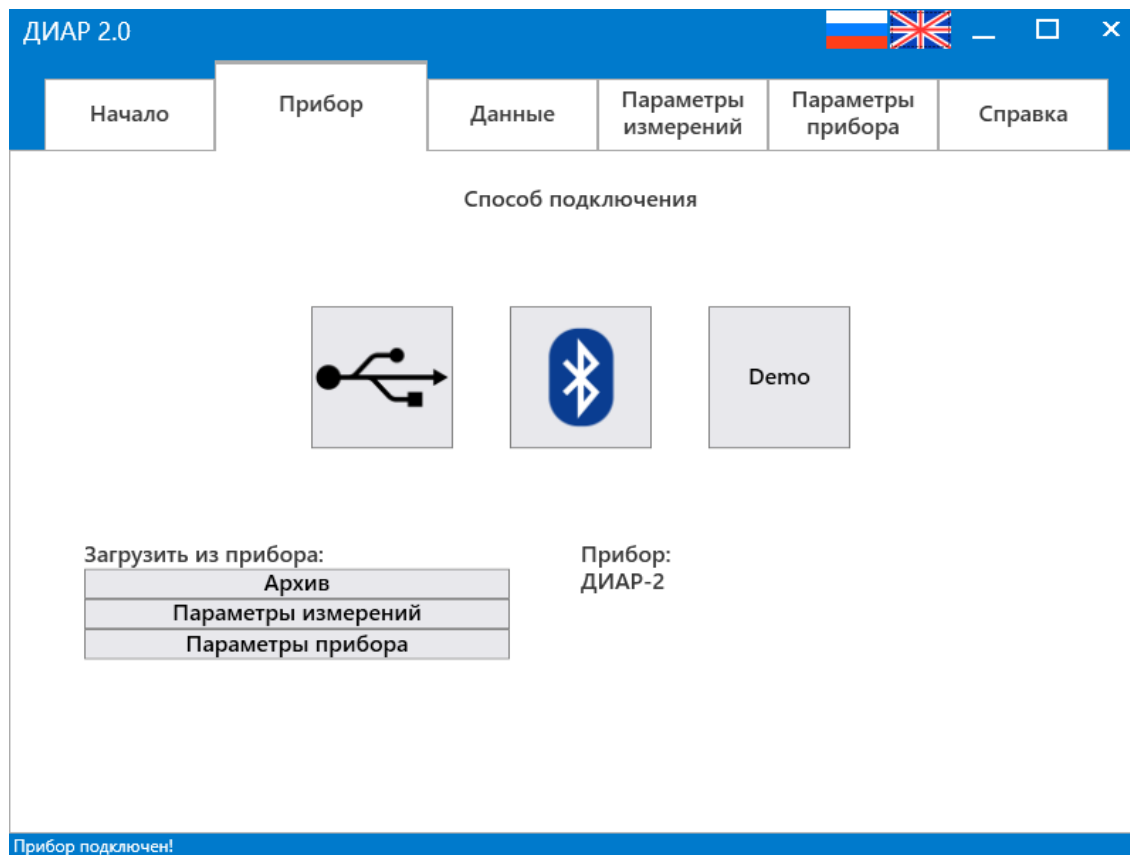 ДИАР 2.0
Начало
Прибор
Данные
Параметры
измерений
Параметры
прибора
Справка
Способ подключения
Demo
Загрузить из прибора:
Архив
Параметры измерений
Параметры прибора
Прибор:
ДИАР-2
Прибор подключен!